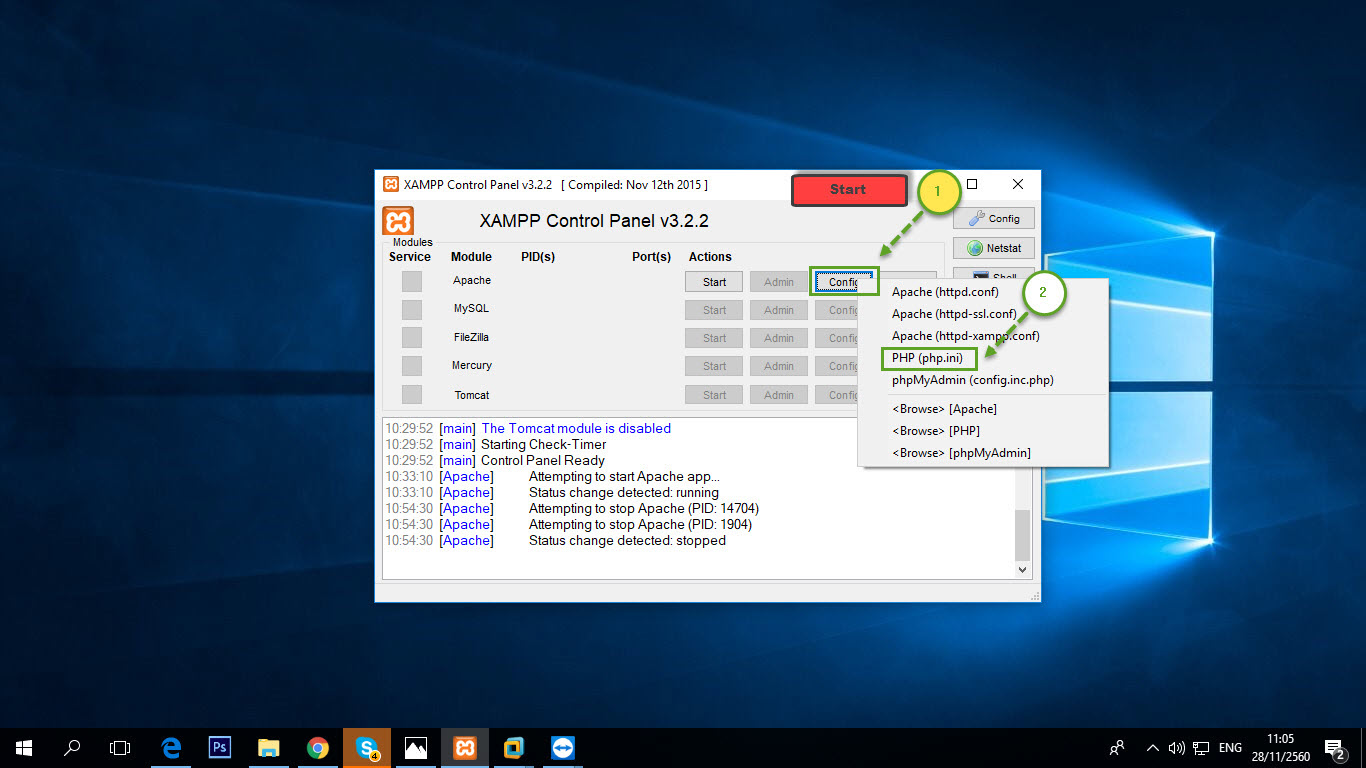 XAMPP Control Panel v3.2.2 [ Compiled: Nov 12th 2015 ]
Start
1
XAMPP Control Panel v3.2.2
Config
Modules
Netstat
Service Module PID(s) Port(s) Actions
Shell
Apache Start Admin Config
MySQL Start Admin Config
FileZilla Start Admin Config
Mercury Start Admin Config
Tomcat Start Admin Config
2
Apache (httpd.conf)
Apache (httpd-ssl.conf)
Apache (httpd-xampp.conf)
PHP (php.ini)
phpMyAdmin (config.inc.php)
<Browse> [Apache]
<Browse> [PHP]
<Browse> [phpMyAdmin]
10:29:52 [main] The Tomcat module is disabled
10:29:52 [main] Starting Check-Timer
10:29:52 [main] Control Panel Ready
10:33:10 [Apache] Attempting to start Apache app...
10:33:10 [Apache] Status change detected: running
10:54:30 [Apache] Attempting to stop Apache (PID: 14704)
10:54:30 [Apache] Attempting to stop Apache (PID: 1904)
10:54:30 [Apache] Status change detected: stopped
Ps
4
ENG
11:05
28/11/2560
2